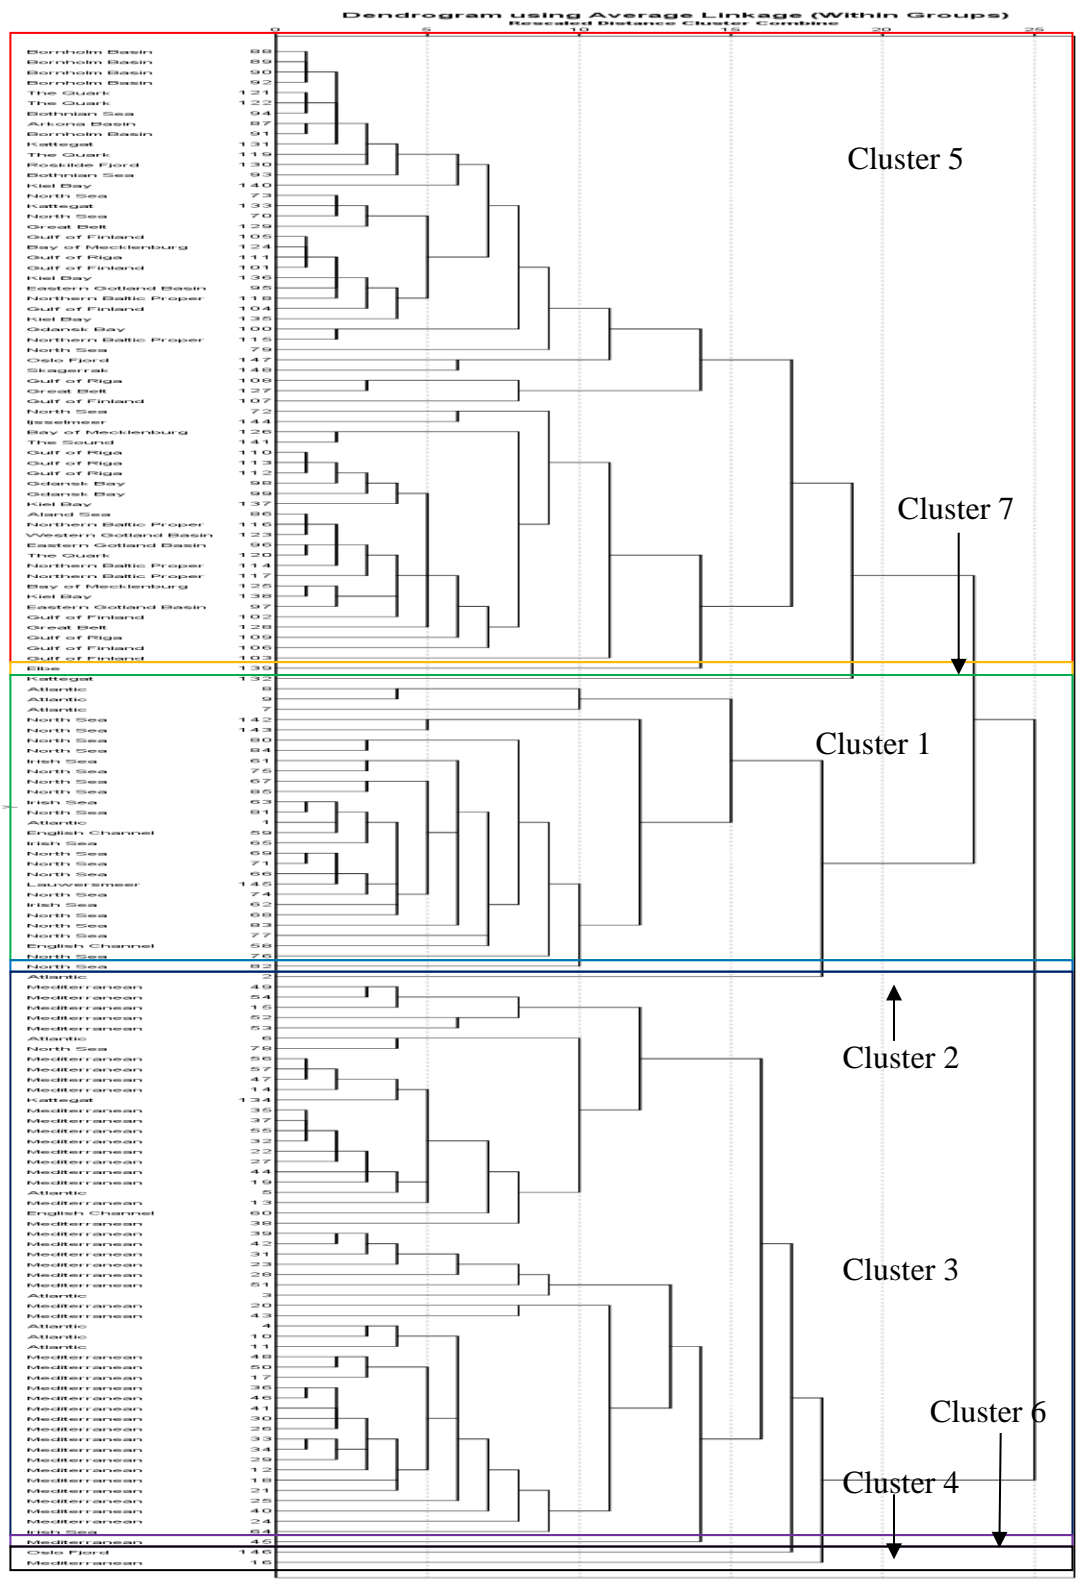 Dendrogram using Average Linkage (Within Groups)
Rescaled Distance Cluster Combine
0 5 10 15 20 25
Bornholm Basin 88
Bornholm Basin 89
Bornholm Basin 90
Bornholm Basin 92
The Quark 121
The Quark 122
Bothnian Sea 94
Arkona Basin 87
Bornholm Basin 91
Kattegat 131
The Quark 119
Roskilde Fjord 130
Bothnian Sea 93
Kiel Bay 140
North Sea 73
Kattegat 133
North Sea 70
Great Belt 129
Gulf of Finland 105
Bay of Mecklenburg 124
Gulf of Riga 111
Gulf of Finland 101
Kiel Bay 136
Eastern Gotland Basin 95
Northern Baltic Proper 118
Gulf of Finland 104
Kiel Bay 135
Gdansk Bay 100
Northern Baltic Proper 115
North Sea 79
Oslo Fjord 147
Skagerrak 148
Gulf of Riga 108
Great Belt 127
Gulf of Finland 107
North Sea 72
Ijsselmeer 144
Bay of Mecklenburg 126
The Sound 141
Gulf of Riga 110
Gulf of Riga 113
Gulf of Riga 112
Gdansk Bay 98
Gdansk Bay 99
Kiel Bay 137
Aland Sea 86
Northern Baltic Proper 116
Western Gotland Basin 123
Eastern Gotland Basin 96
The Quark 120
Northern Baltic Proper 114
Northern Baltic Proper 117
Bay of Mecklenburg 125
Kiel Bay 138
Eastern Gotland Basin 97
Gulf of Finland 102
Great Belt 128
Gulf of Riga 109
Gulf of Finland 106
Gulf of Finland 103
Elbe 139
Kattegat 132
Atlantic 8
Atlantic 9
Atlantic 7
North Sea 142
North Sea 143
North Sea 80
North Sea 84
Irish Sea 61
North Sea 75
North Sea 67
North Sea 85
Irish Sea 63
North Sea 81
Atlantic 1
English Channel 59
Irish Sea 65
North Sea 69
North Sea 71
North Sea 66
Lauwersmeer 145
North Sea 74
Irish Sea 62
North Sea 68
North Sea 83
North Sea 77
English Channel 58
North Sea 76
North Sea 82
Atlantic 2
Mediterranean 49
Mediterranean 54
Mediterranean 15
Mediterranean 52
Mediterranean 53
Atlantic 6
North Sea 78
Mediterranean 56
Mediterranean 57
Mediterranean 47
Mediterranean 14
Kattegat 134
Mediterranean 35
Mediterranean 37
Mediterranean 55
Mediterranean 32
Mediterranean 22
Mediterranean 27
Mediterranean 44
Mediterranean 19
Atlantic 5
Mediterranean 13
English Channel 60
Mediterranean 38
Mediterranean 39
Mediterranean 42
Mediterranean 31
Mediterranean 23
Mediterranean 28
Mediterranean 51
Atlantic 3
Mediterranean 20
Mediterranean 43
Atlantic 4
Atlantic 10
Atlantic 11
Mediterranean 48
Mediterranean 50
Mediterranean 17
Mediterranean 36
Mediterranean 46
Mediterranean 41
Mediterranean 30
Mediterranean 26
Mediterranean 33
Mediterranean 34
Mediterranean 29
Mediterranean 12
Mediterranean 18
Mediterranean 21
Mediterranean 25
Mediterranean 40
Mediterranean 24
Irish Sea 64
Mediterranean 45
Oslo Fjord 146
Mediterranean 16
Cluster 5
Cluster 7
Cluster 1
Cluster 2
Cluster 3
Cluster 6
Cluster 4